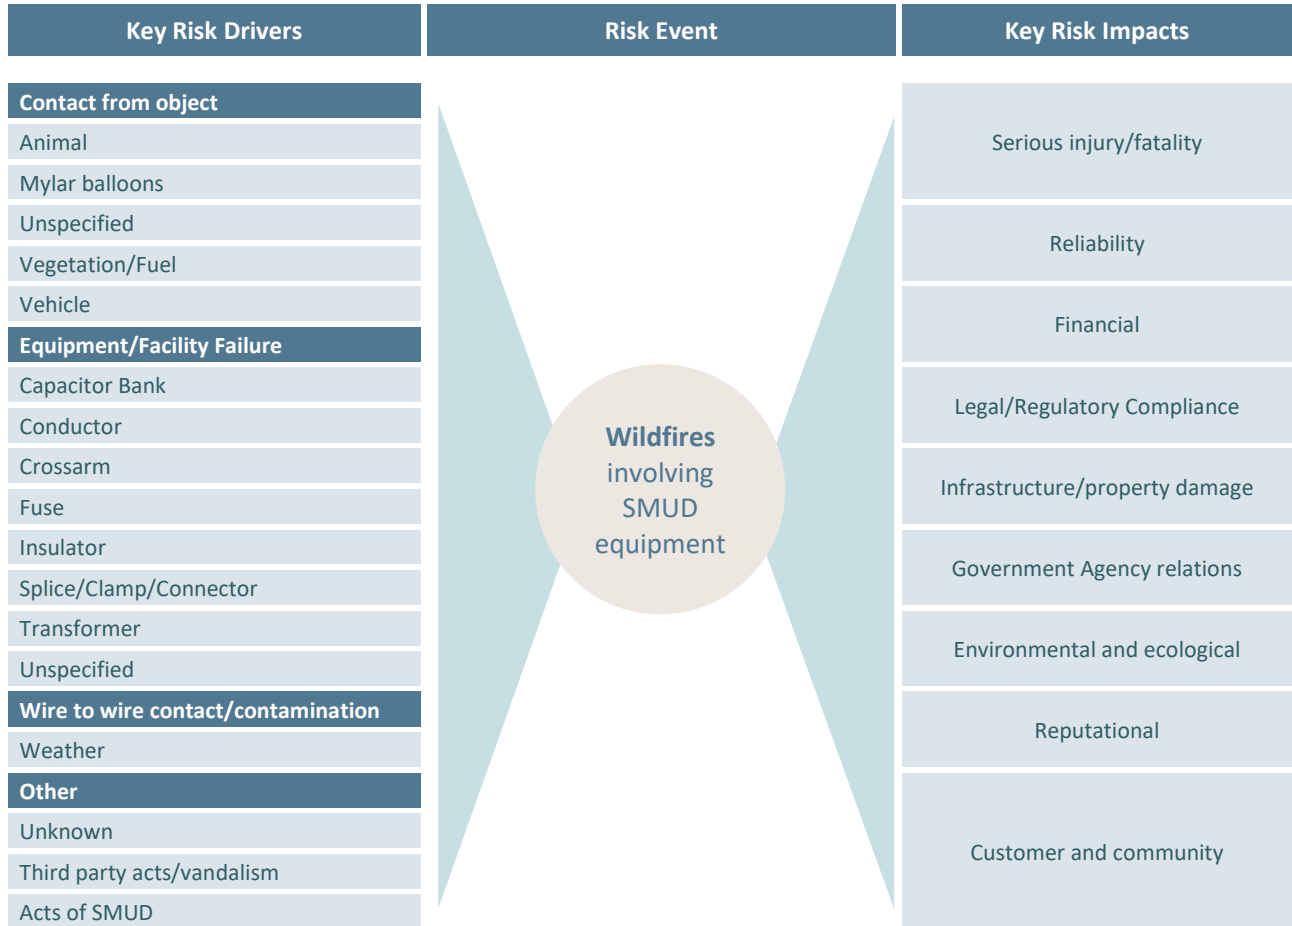 Key Risk Drivers
Risk Event
Key Risk Impacts
Contact from object
Animal
Mylar balloons
Unspecified
Vegetation/Fuel
Vehicle
Equipment/Facility Failure
Capacitor Bank
Conductor
Crossarm
Fuse
Insulator
Splice/Clamp/Connector
Transformer
Unspecified
Wire to wire contact/contamination
Weather
Other
Unknown
Third party acts/vandalism
Acts of SMUD
Wildfires
involving
SMUD
equipment
Serious injury/fatality
Reliability
Financial
Legal/Regulatory Compliance
Infrastructure/property damage
Government Agency relations
Environmental and ecological
Reputational
Customer and community